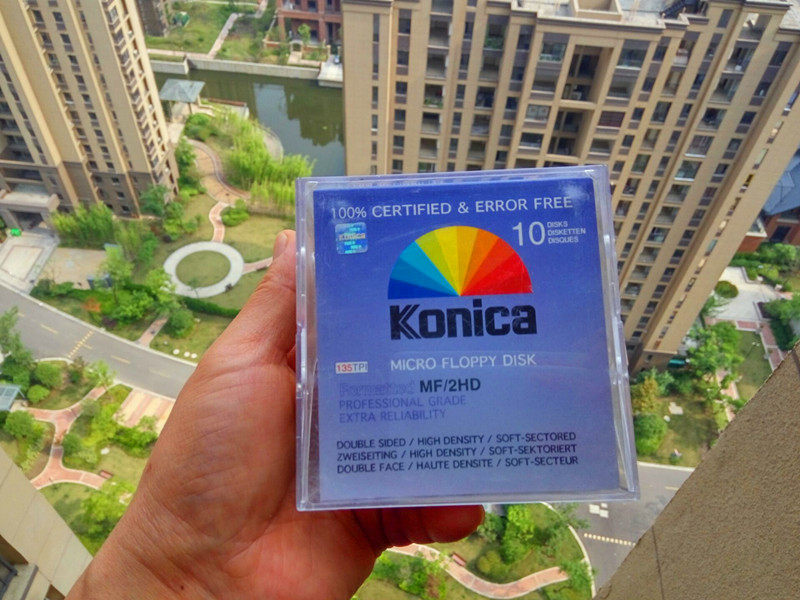 100% CERTIFIED & ERROR FREE
10 DISKS
DISKETTEN
DISQUES
Konica
MICRO FLOPPY DISK
135TPI
Formatted MF/2HD
PROFESSIONAL GRADE
EXTRA RELIABILITY
DOUBLE SIDED / HIGH DENSITY / SOFT-SECTORED
ZWEISEITING / HIGH DENSITY / SOFT-SEKTORIERT
DOUBLE FACE / HAUTE DENSITE / SOFT-SECTEUR